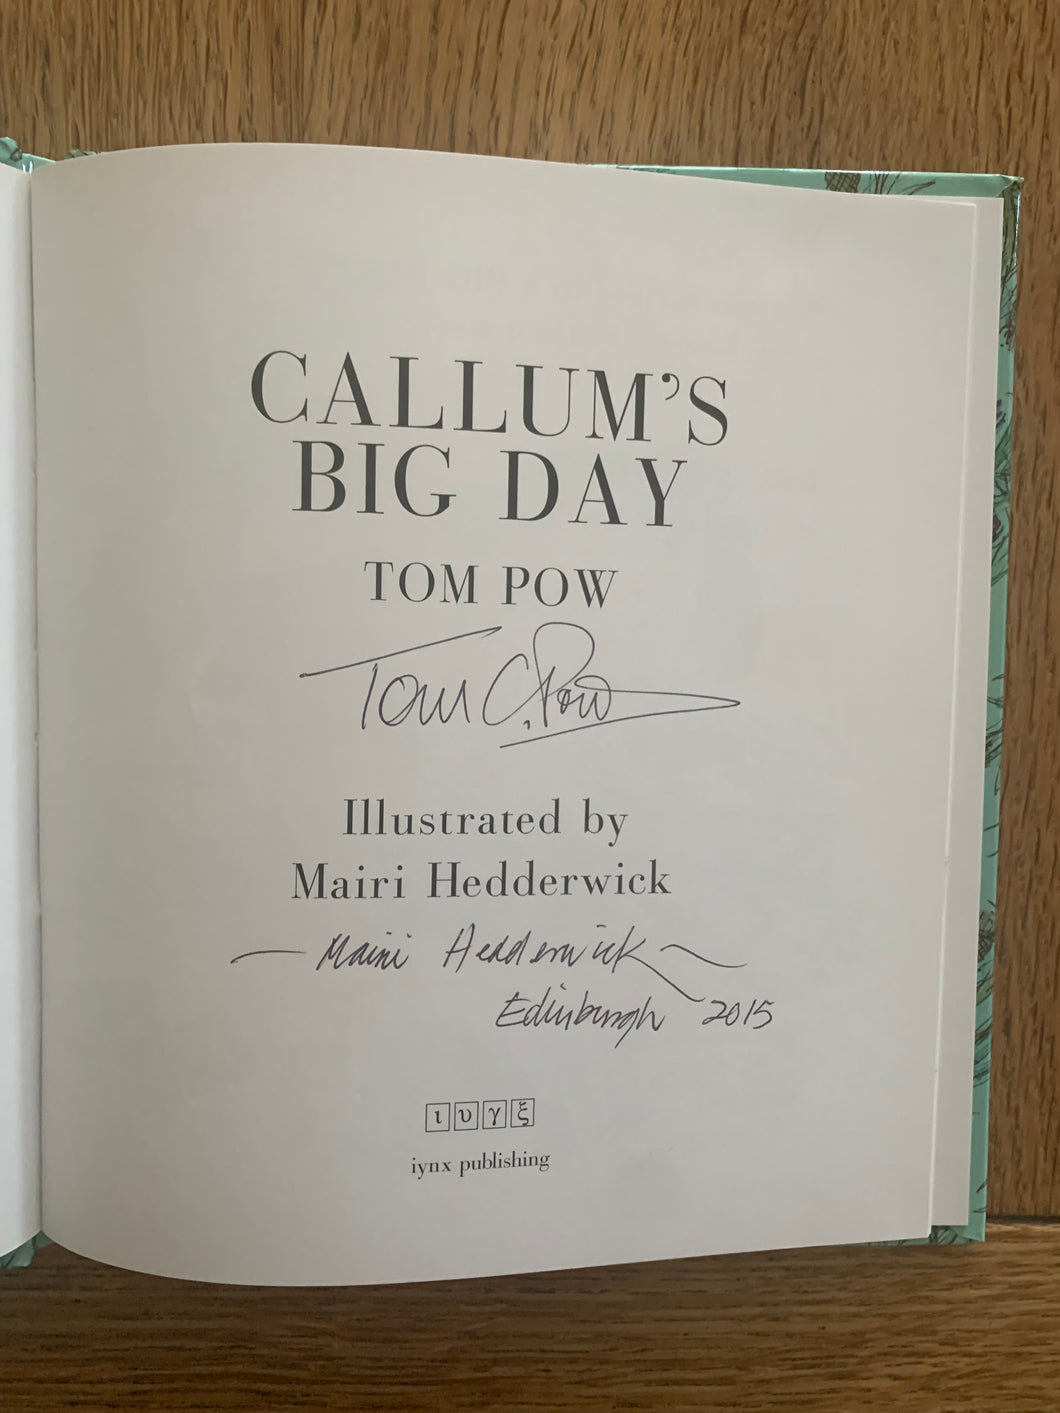 CALLUM'S
BIG DAY
TOM POW
Tom C. Pow
Illustrated by
Mairi Hedderwick
Mairi Hedderwick
Edinburgh 2015
ιυγξ
iynx publishing